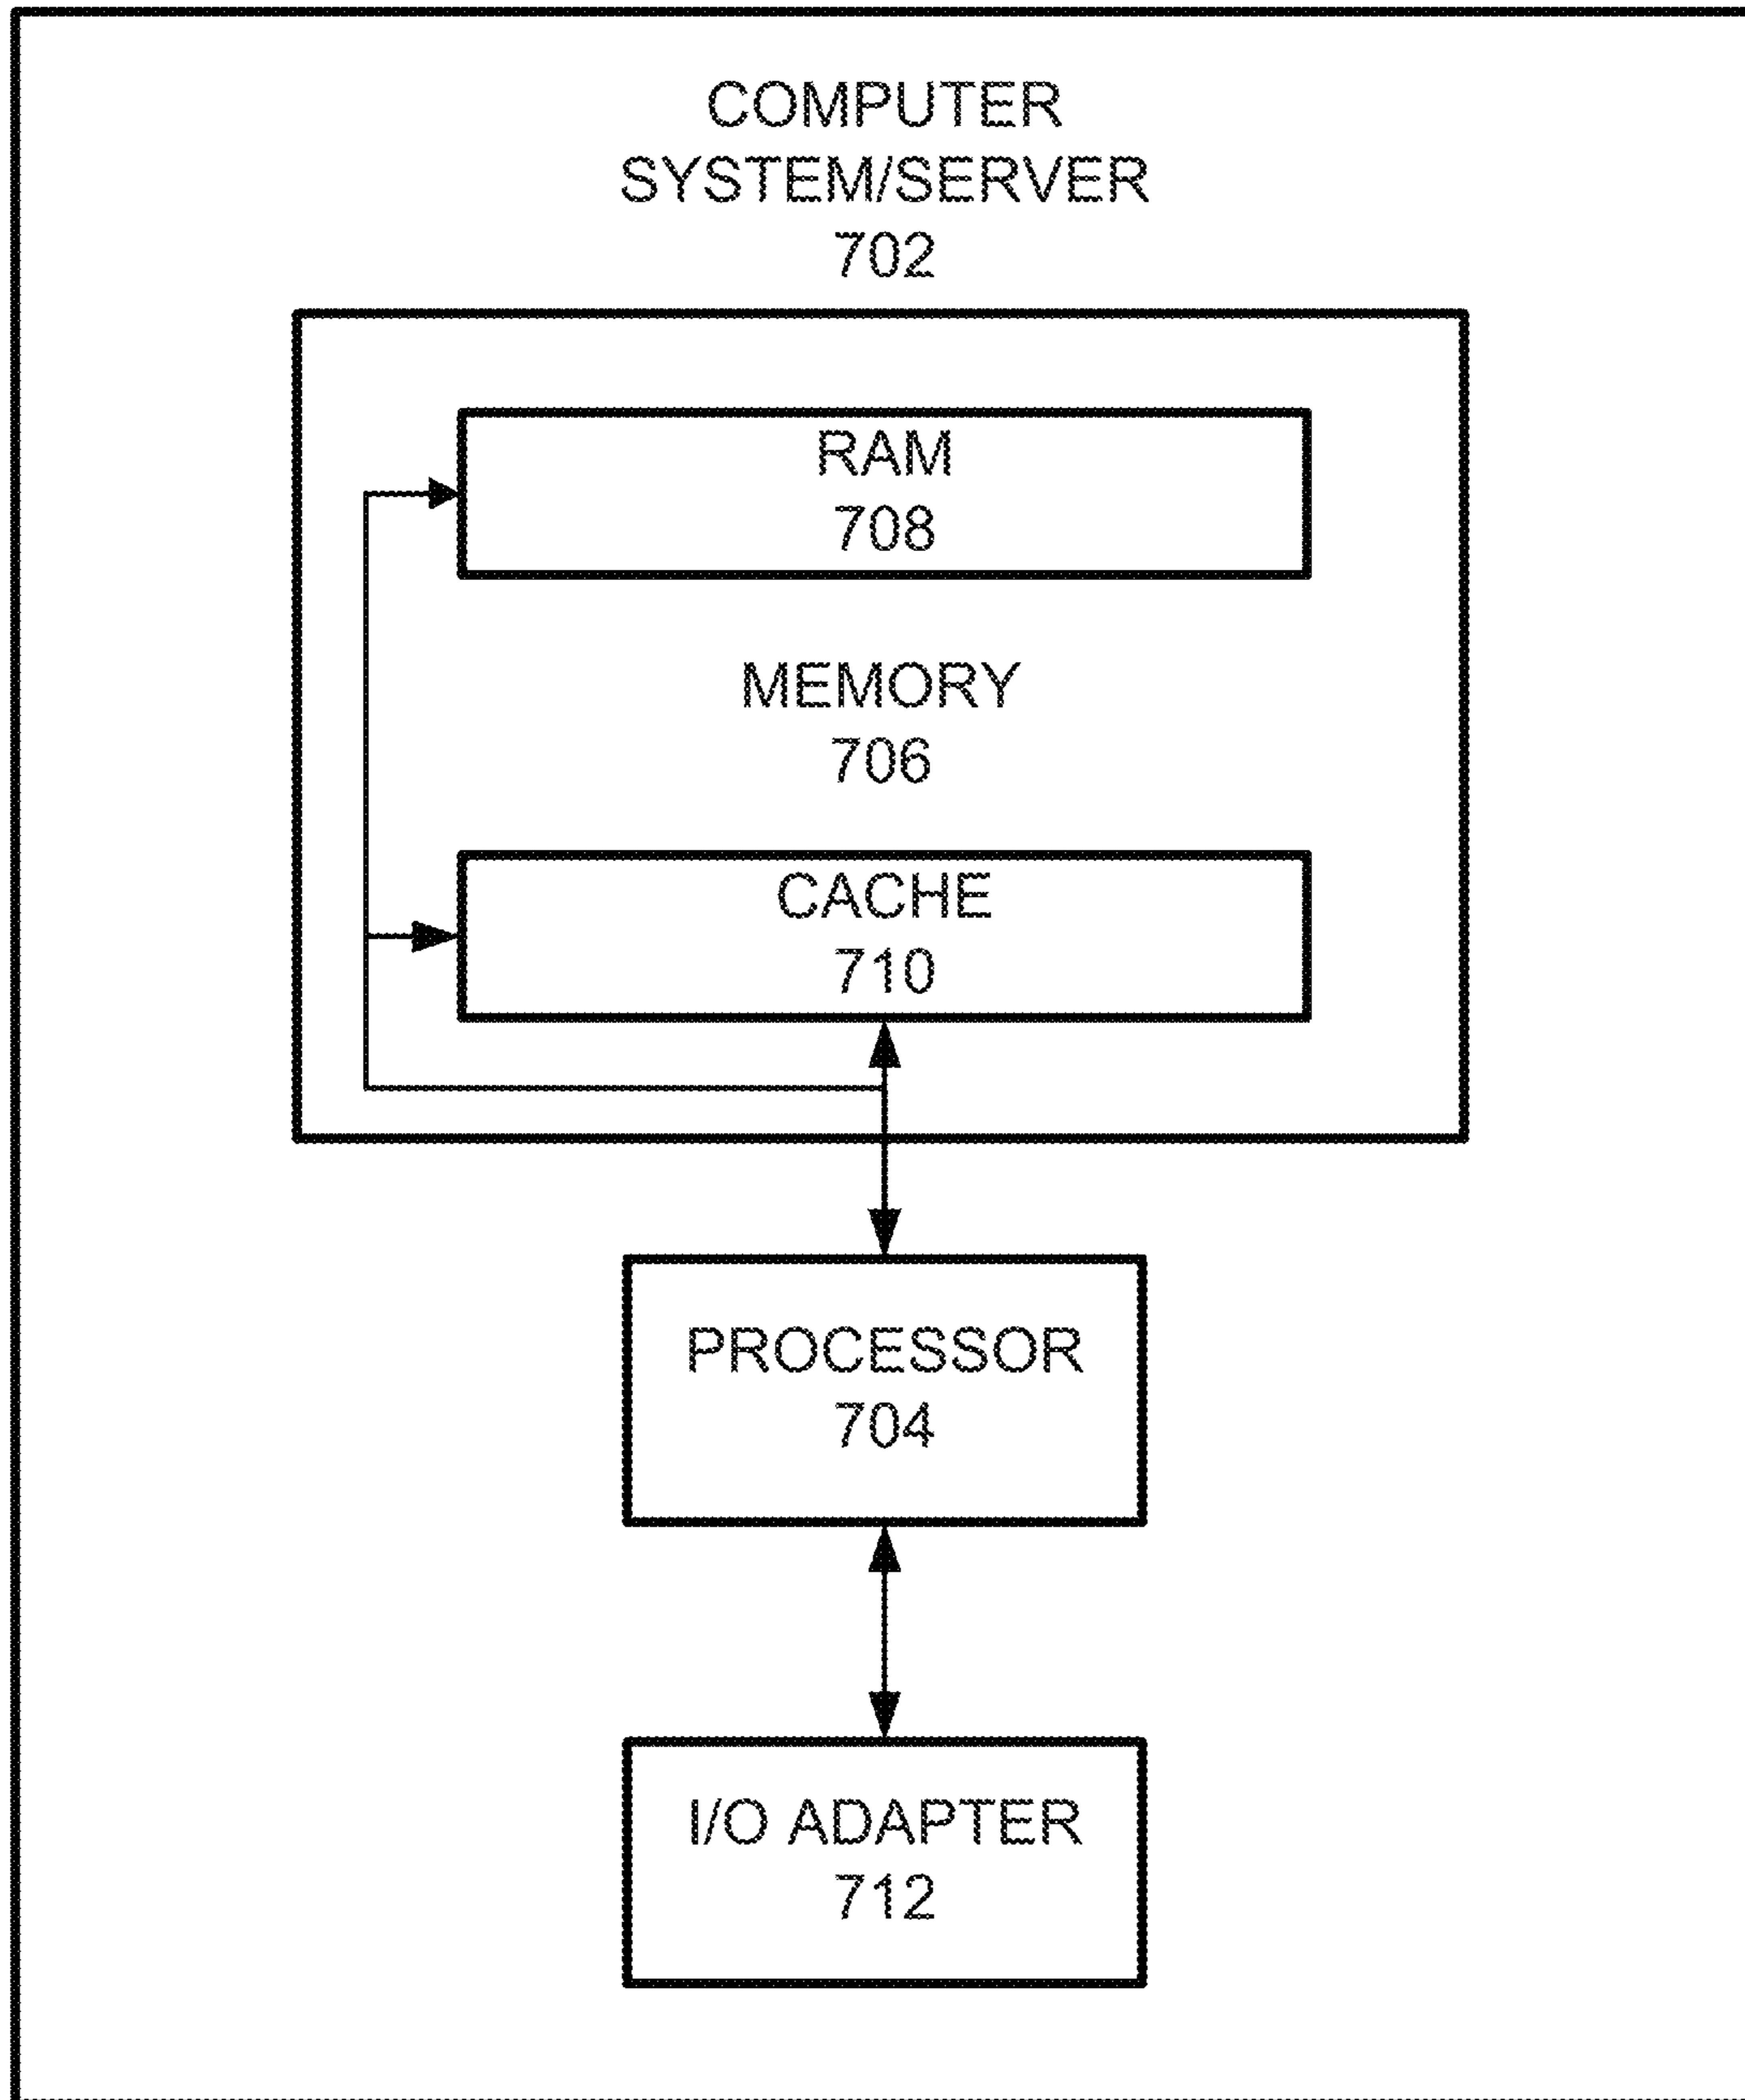 COMPUTER
SYSTEM/SERVER
702
RAM
708
MEMORY
706
CACHE
710
PROCESSOR
704
I/O ADAPTER
712